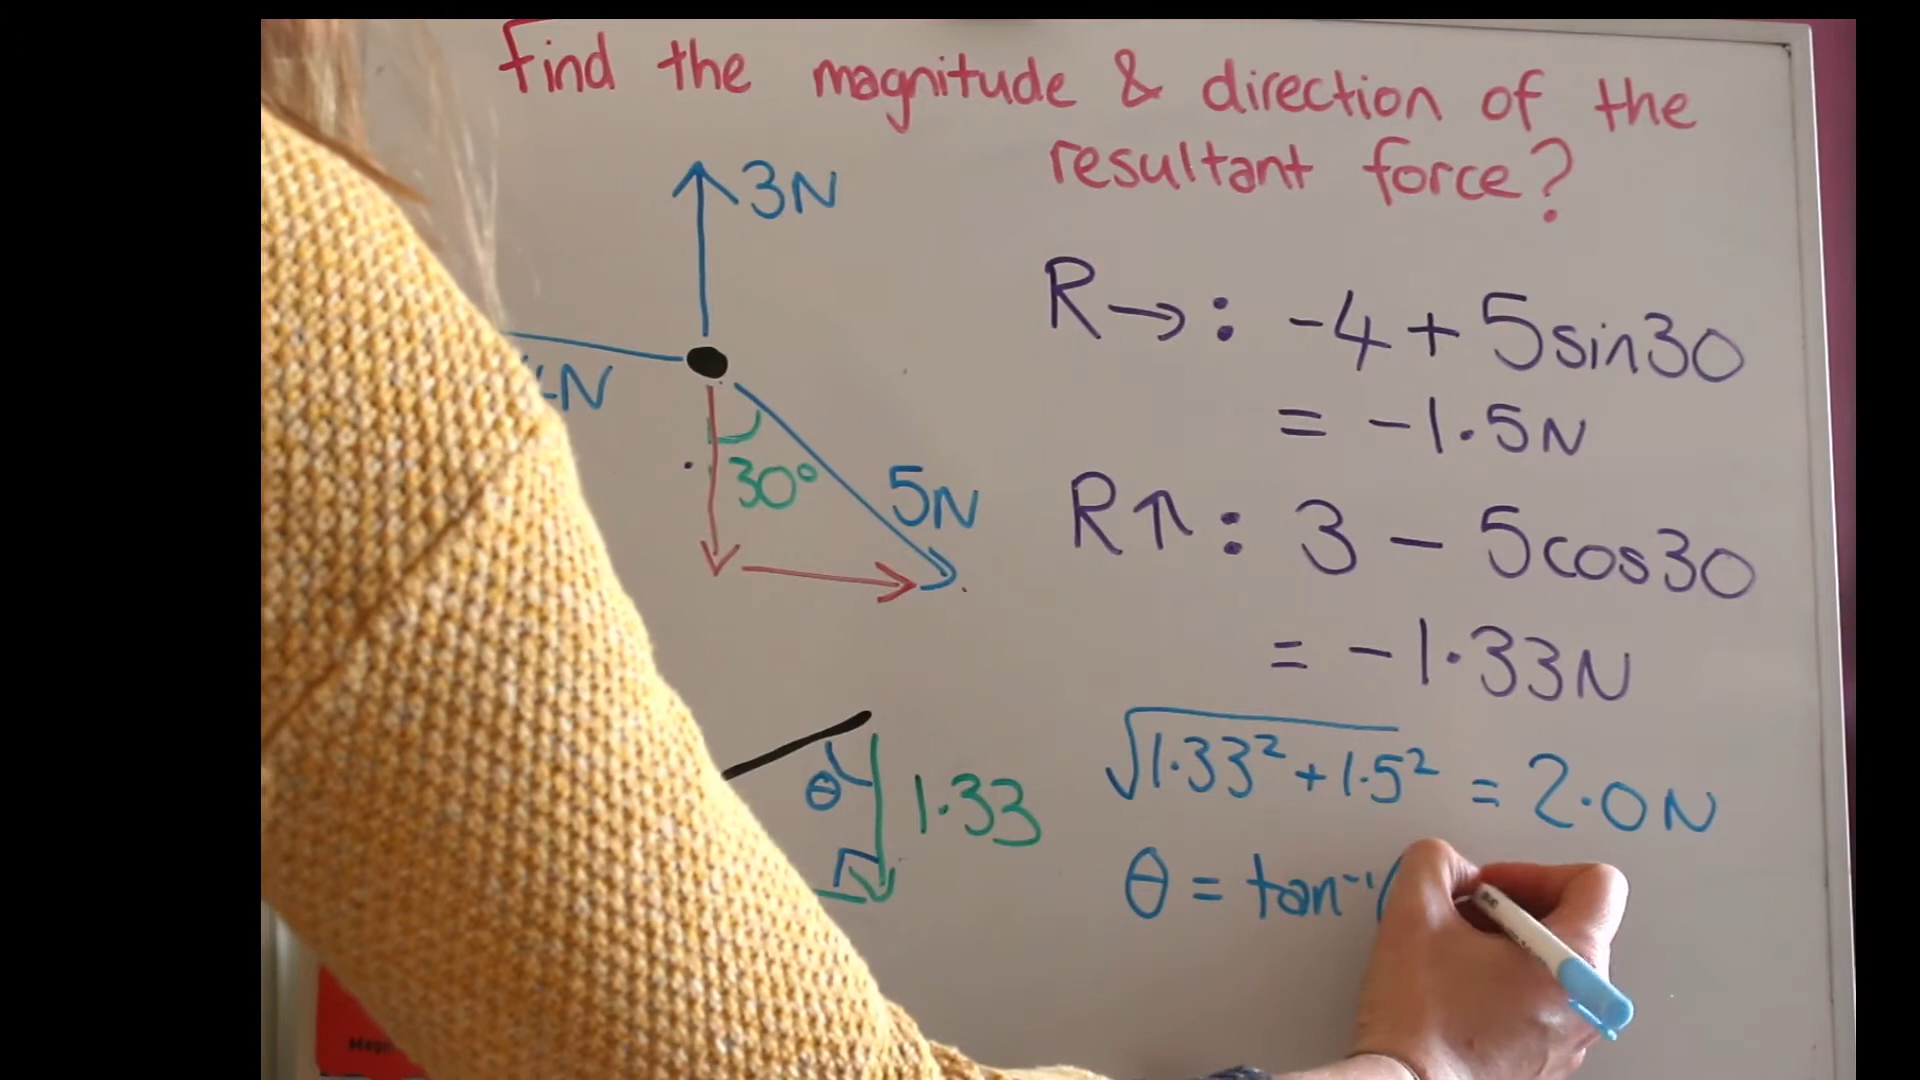 find the magnitude & direction of the
resultant force?
3N
N
30°
5N
R→: -4 + 5sin30
= -1.5N
R↑: 3 - 5cos30
= -1.33N
θ
1.33
√1.33² + 1.5² = 2.0N
θ = tan⁻¹(